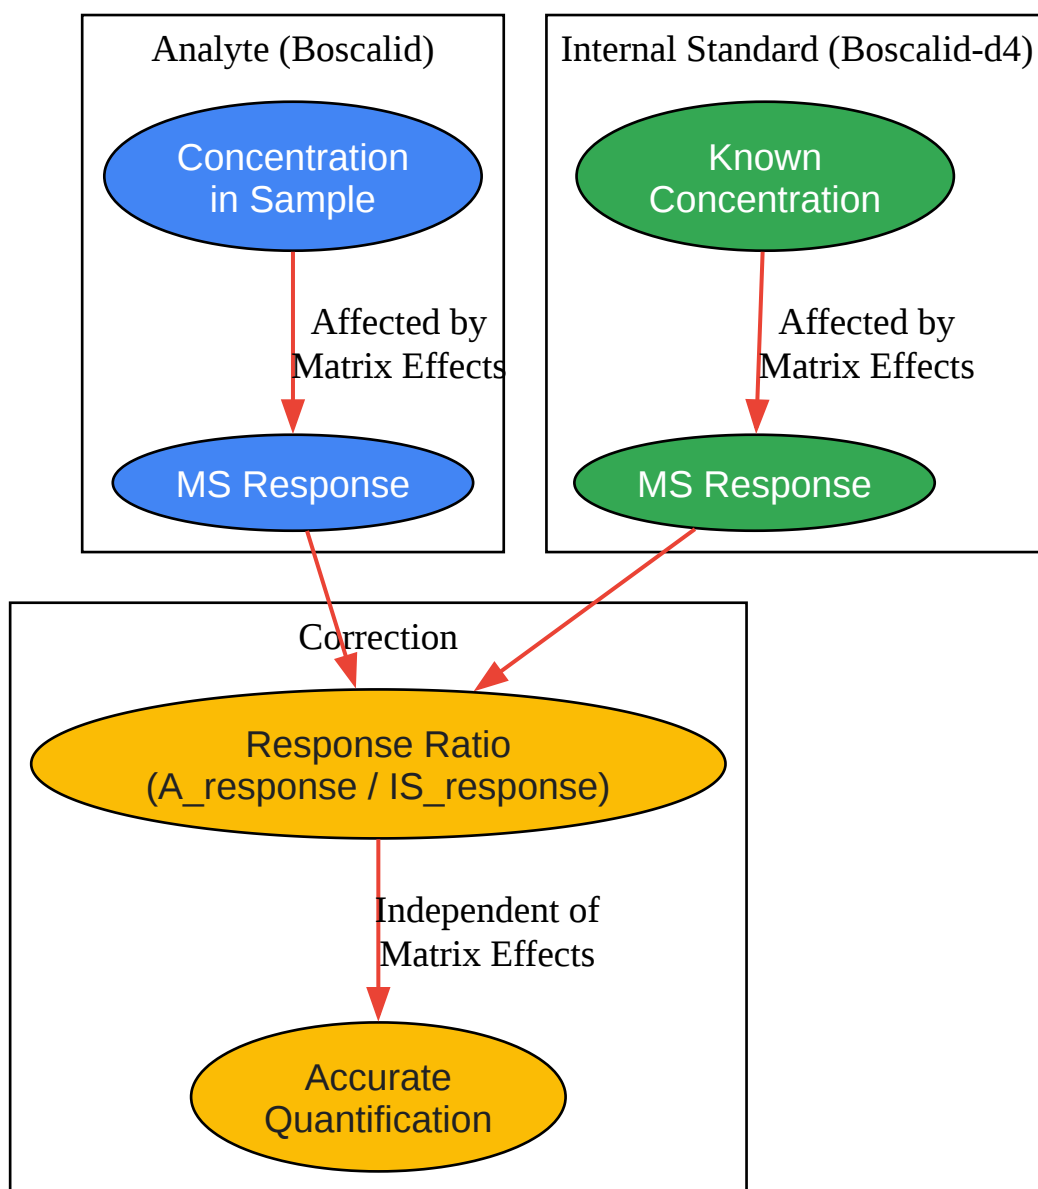 Analyte (Boscalid)
Concentration
in Sample
Affected by
Matrix Effects
MS Response
Internal Standard (Boscalid-d4)
Known
Concentration
Affected by
Matrix Effects
MS Response
Correction
Response Ratio
(A_response / IS_response)
Independent of
Matrix Effects
Accurate
Quantification